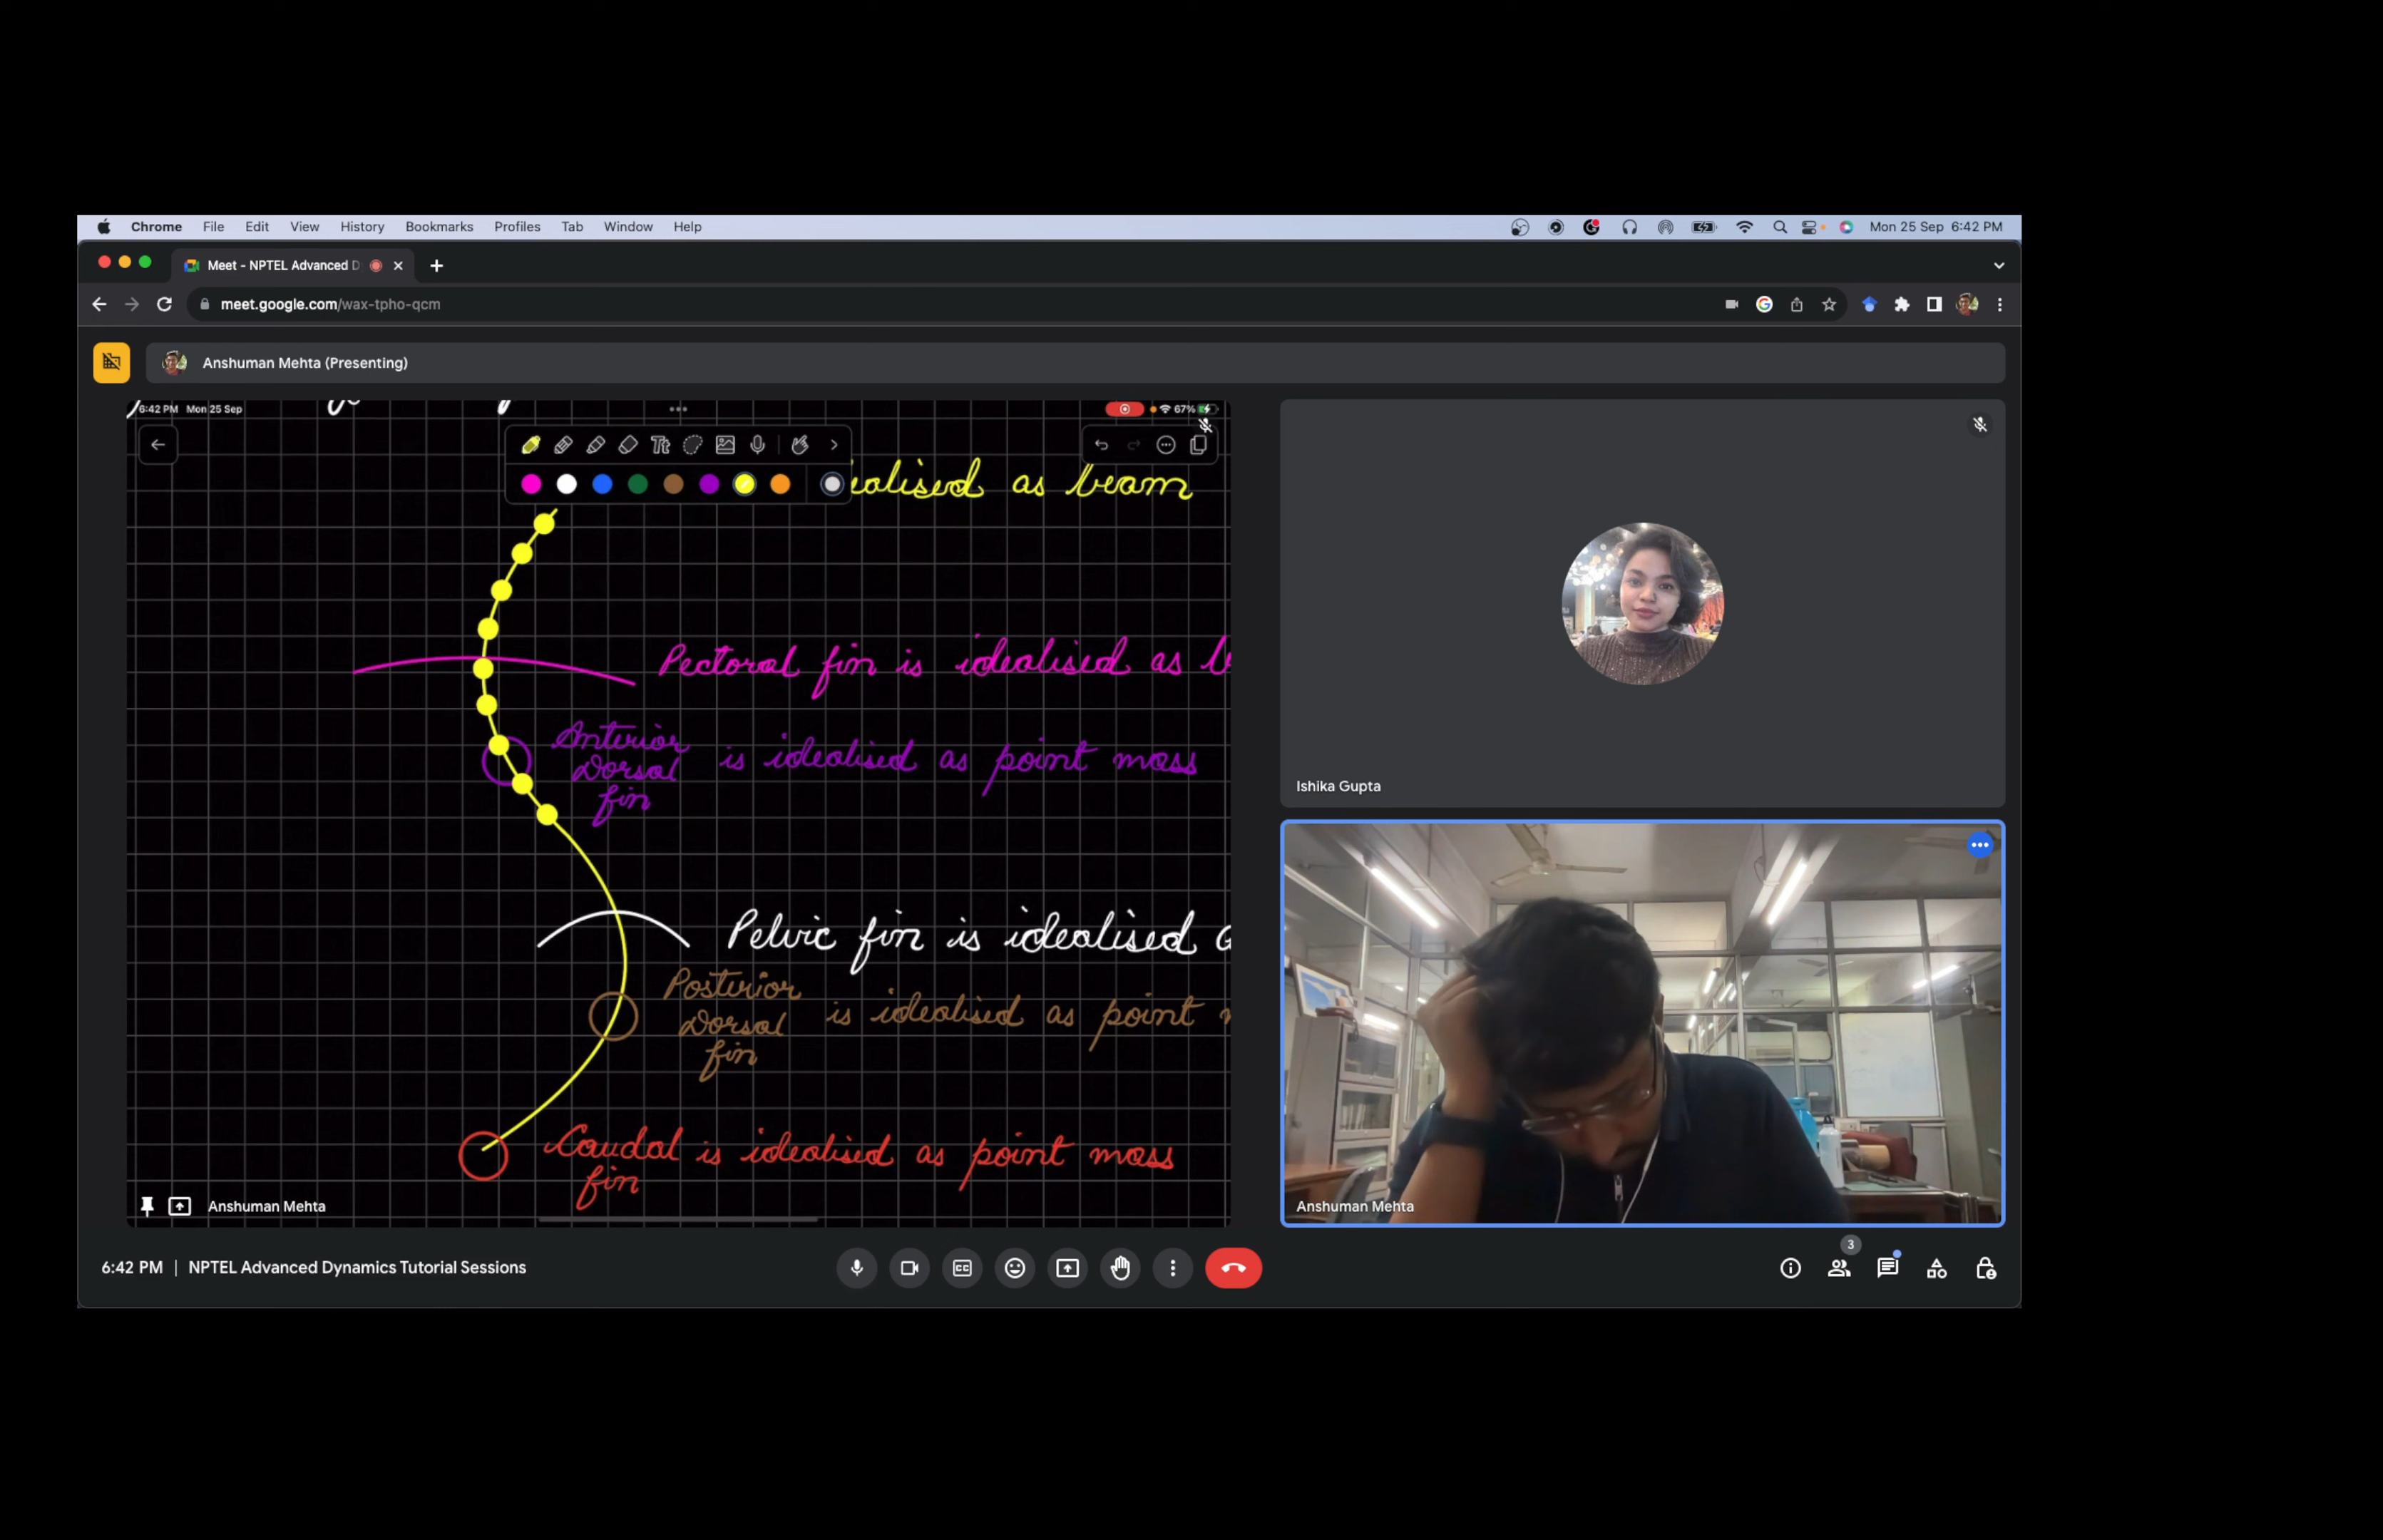 Chrome File Edit View History Bookmarks Profiles Tab Window Help Mon 25 Sep 6:42 PM
Meet - NPTEL Advanced D
meet.google.com/wax-tpho-qcm
Anshuman Mehta (Presenting)
6:42 PM Mon 25 Sep 67%
ealised as beam
Pectoral fin is idealised as
Anterior
Dorsal
fin
is idealised as point mass
Pelvic fin is idealised
Posterior
Dorsal
fin
is idealised as point
Caudal is idealised as point mass
fin
Anshuman Mehta
Ishika Gupta
Anshuman Mehta
6:42 PM | NPTEL Advanced Dynamics Tutorial Sessions
CC
3